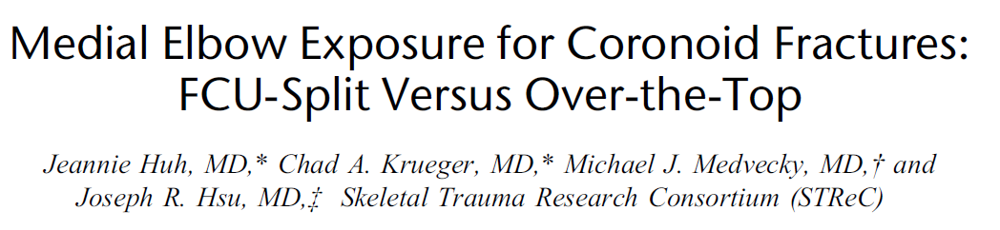 Medial Elbow Exposure for Coronoid Fractures:
FCU-Split Versus Over-the-Top
Jeannie Huh, MD,* Chad A. Krueger, MD,* Michael J. Medvecky, MD,† and
Joseph R. Hsu, MD,‡ Skeletal Trauma Research Consortium (STReC)